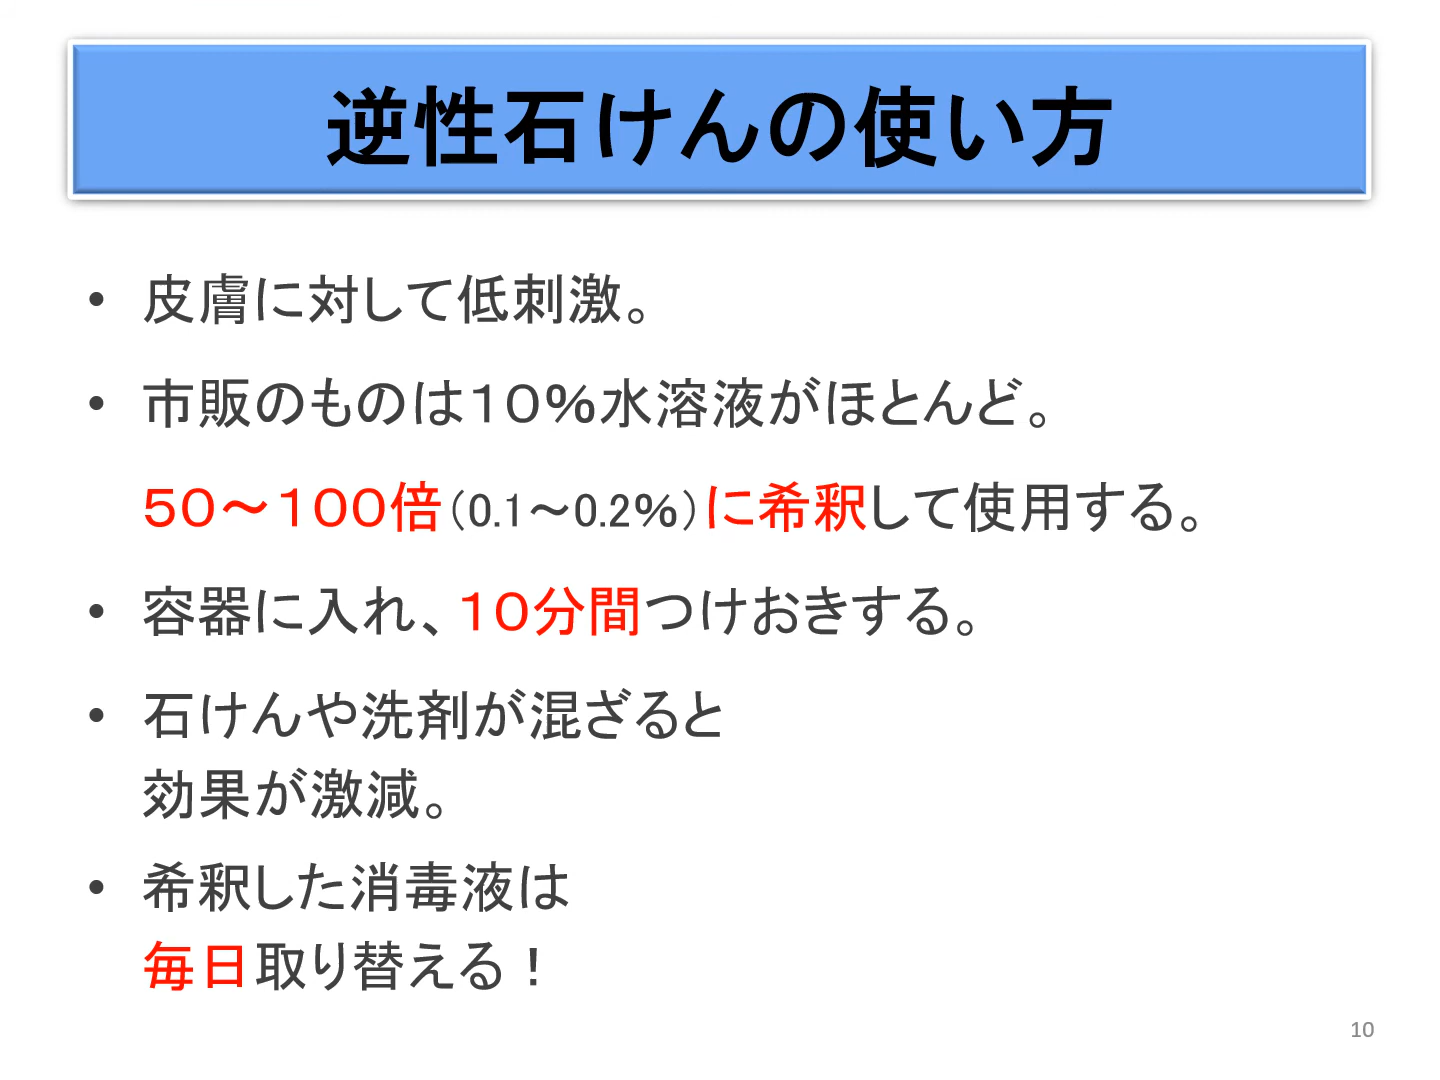 逆性石けんの使い方
• 皮膚に対して低刺激。
• 市販のものは１０％水溶液がほとんど。
５０～１００倍（0.1～0.2％）に希釈して使用する。
• 容器に入れ、１０分間つけおきする。
• 石けんや洗剤が混ざると
効果が激減。
• 希釈した消毒液は
毎日取り替える！
10